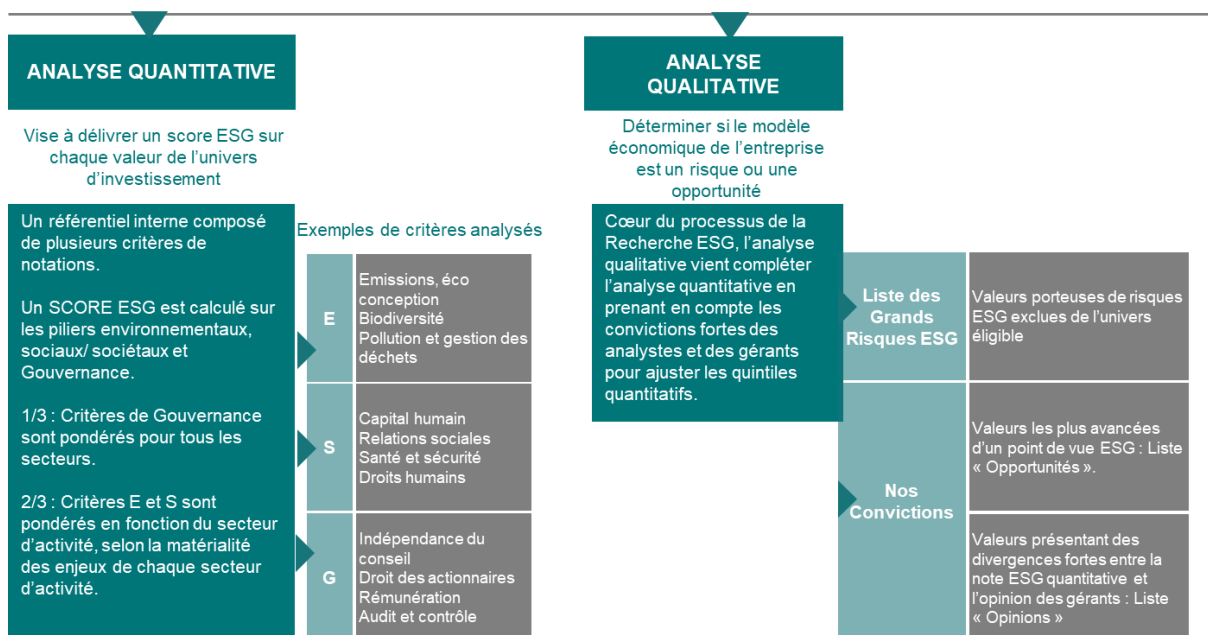 ANALYSE QUANTITATIVE
Vise à délivrer un score ESG sur
chaque valeur de l'univers
d'investissement
Un référentiel interne composé
de plusieurs critères de
notations.
Un SCORE ESG est calculé sur
les piliers environnementaux,
sociaux/ sociétaux et
Gouvernance.
1/3 : Critères de Gouvernance
sont pondérés pour tous les
secteurs.
2/3 : Critères E et S sont
pondérés en fonction du secteur
d'activité, selon la matérialité
des enjeux de chaque secteur
d'activité.
Exemples de critères analysés
E
Emissions, éco
conception
Biodiversité
Pollution et gestion des
déchets
S
Capital humain
Relations sociales
Santé et sécurité
Droits humains
G
Indépendance du
conseil
Droit des actionnaires
Rémunération
Audit et contrôle
ANALYSE
QUALITATIVE
Déterminer si le modèle
économique de l'entreprise
est un risque ou une
opportunité
Cœur du processus de la
Recherche ESG, l'analyse
qualitative vient compléter
l'analyse quantitative en
prenant en compte les
convictions fortes des
analystes et des gérants
pour ajuster les quintiles
quantitatifs.
Liste des
Grands
Risques ESG
Valeurs porteuses de risques
ESG exclues de l'univers
éligible
Nos
Convictions
Valeurs les plus avancées
d'un point de vue ESG : Liste
« Opportunités ».
Valeurs présentant des
divergences fortes entre la
note ESG quantitative et
l'opinion des gérants : Liste
« Opinions »